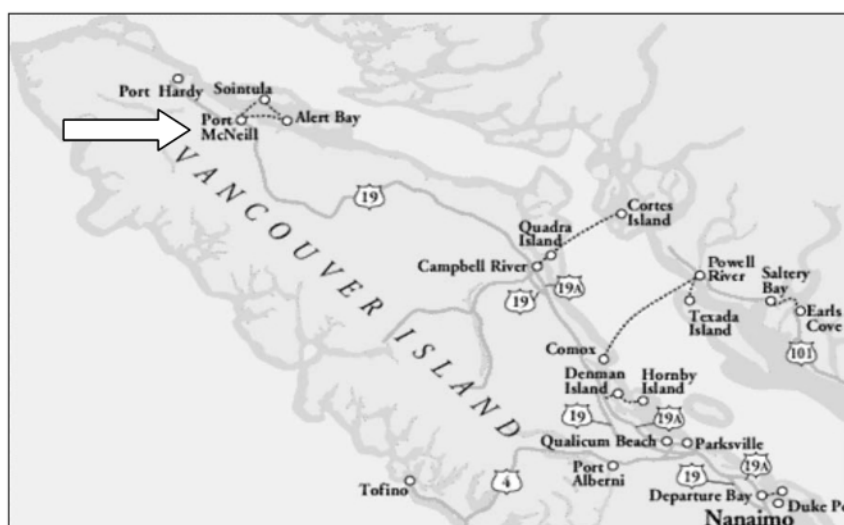 Port Hardy
Sointula
Port
McNeill
Alert Bay
VANCOUVER ISLAND
19
Cortes
Island
Quadra
Island
Campbell River
19
19A
Powell
River
Saltery
Bay
Texada
Island
Earls
Cove
101
Comox
Denman
Island
Hornby
Island
19
19A
Qualicum Beach
Parksville
Port
Alberni
4
Tofino
19
19A
Departure Bay
Duke Po
Nanaimo